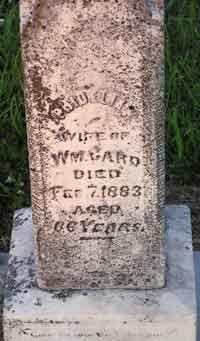 WIFE OF
WM. CARD
DIED
FEB 7, 1883
AGED
66 YEARS.